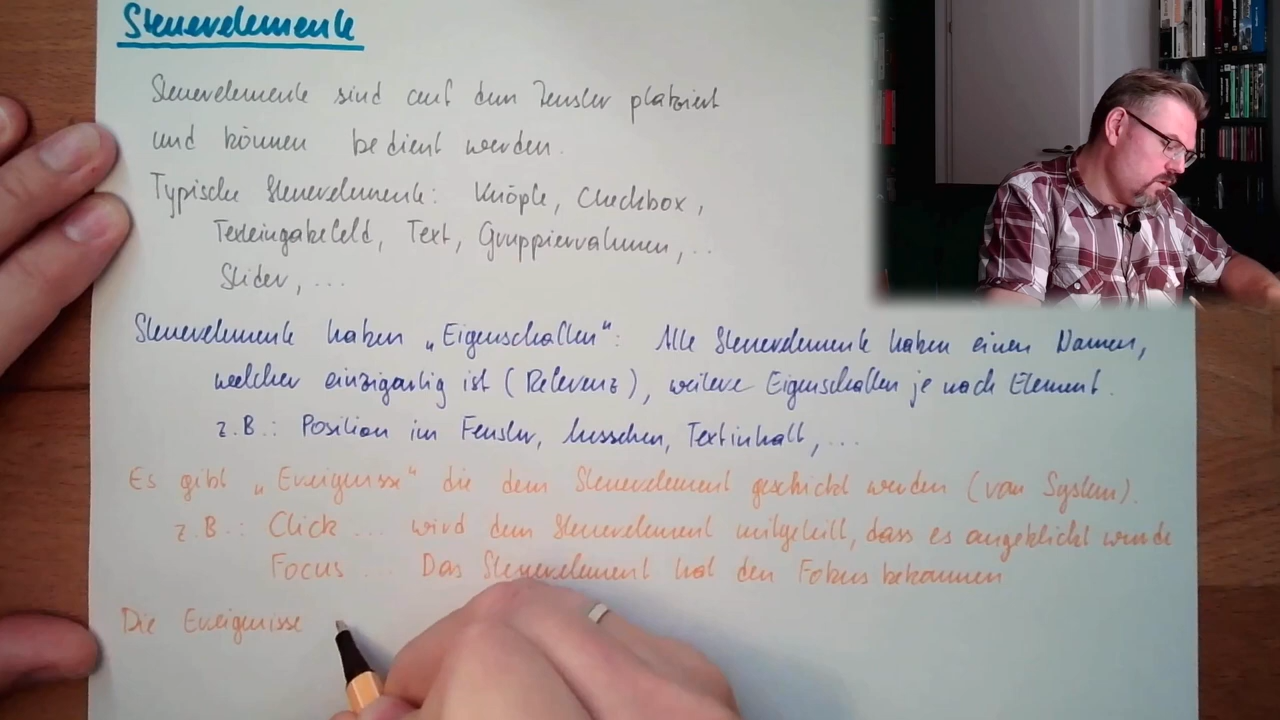 Steuerelemente
Steuerelemente sind auf dem Fenster platziert
und können bedient werden.
Typische Steuerelemente: Knöpfe, Checkbox,
Texteingabefeld, Text, Gruppierrahmen, ..
Slider, ...
Steuerelemente haben „Eigenschaften": Alle Steuerelemente haben einen Namen,
welcher einzigartig ist (Referenz), weitere Eigenschaften je nach Element.
z.B.: Position im Fenster, Aussehen, Textinhalt, ...
Es gibt „Ereignisse" die dem Steuerelement geschickt werden (vom System).
z.B.: Click ... wird dem Steuerelement mitgeteilt, dass es angeklickt wurde
Focus ... Das Steuerelement hat den Fokus bekommen
Die Ereignisse